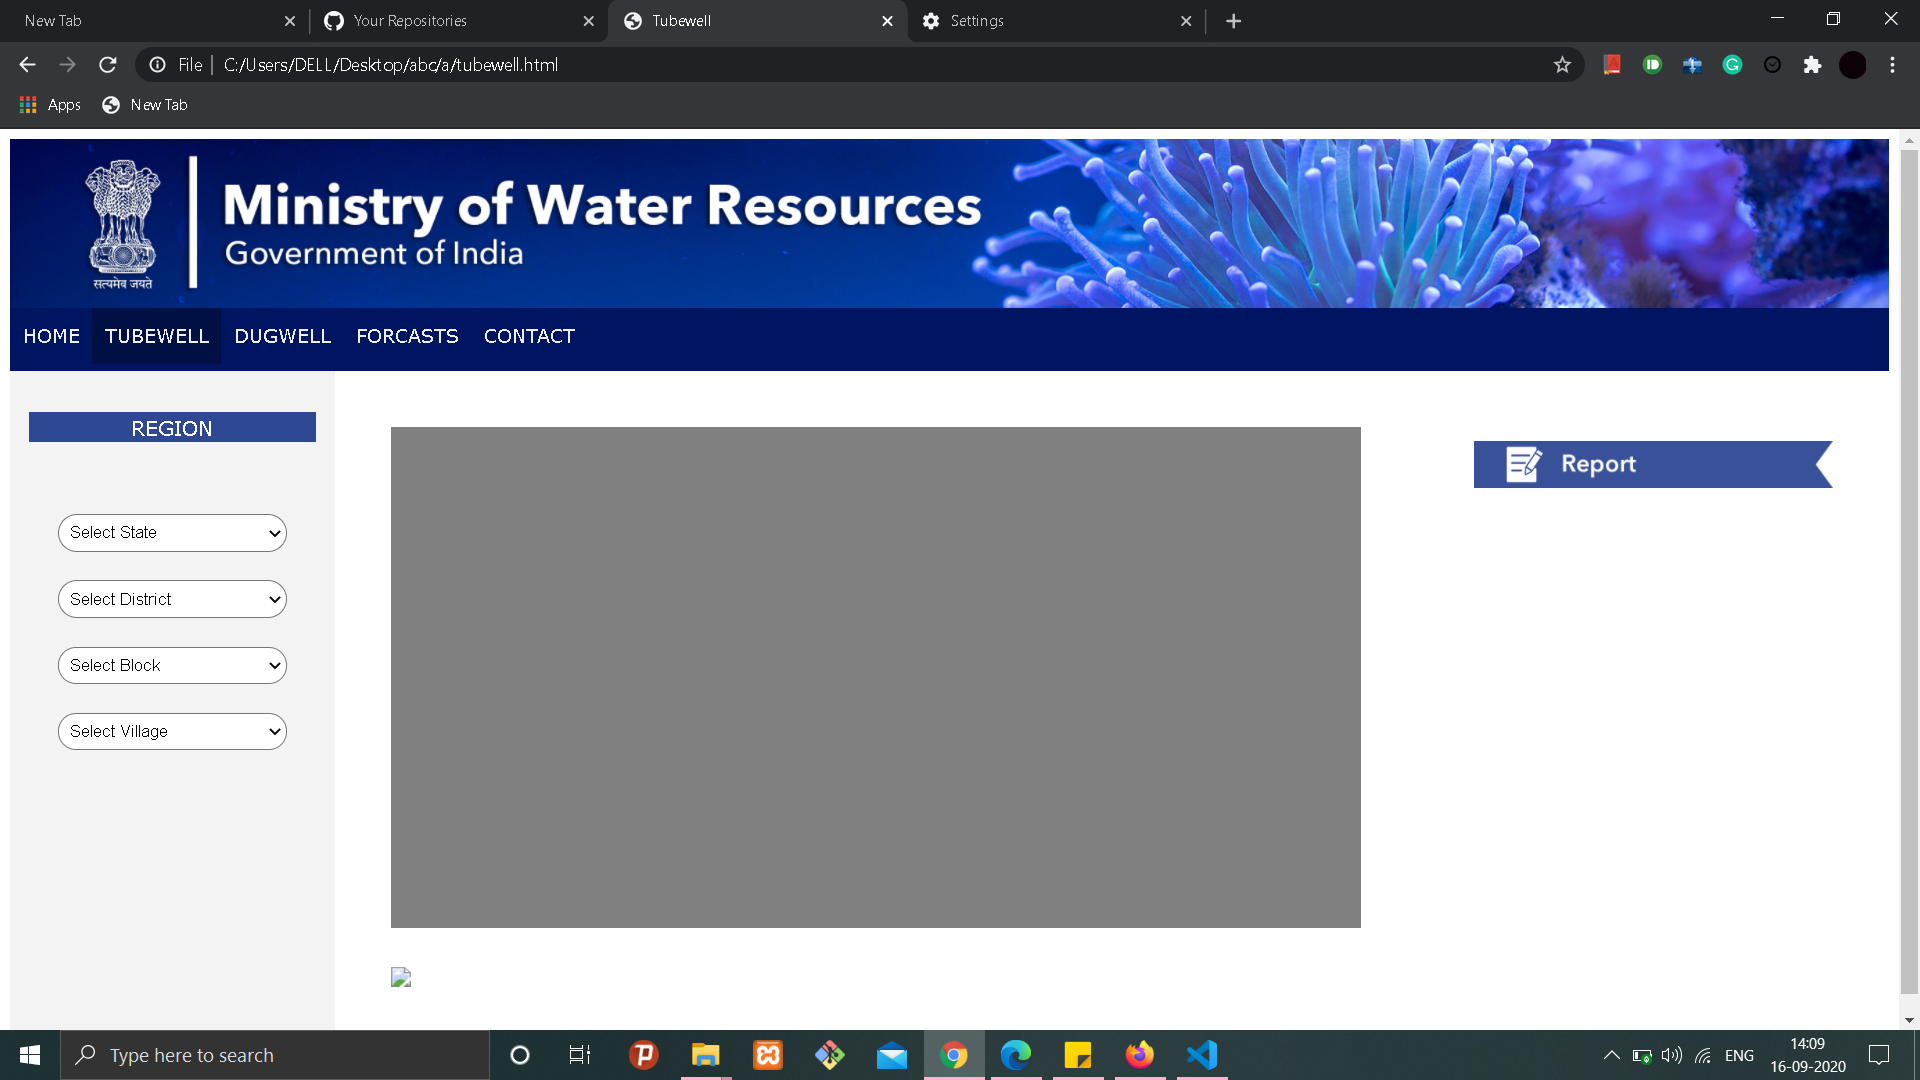 New Tab
Your Repositories
Tubewell
Settings
File
C:/Users/DELL/Desktop/abc/a/tubewell.html
Apps
New Tab
Ministry of Water Resources
Government of India
सत्यमेव जयते
HOME TUBEWELL DUGWELL FORCASTS CONTACT
REGION
Report
Select State
Select District
Select Block
Select Village
Type here to search
ENG
14:09
16-09-2020